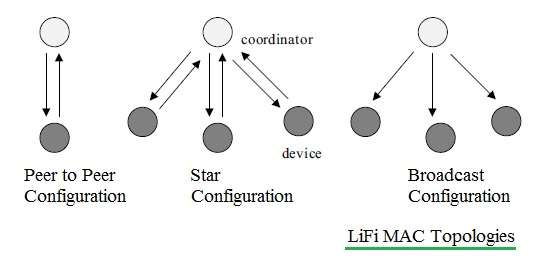 coordinator
device
Peer to Peer
Configuration
Star
Configuration
Broadcast
Configuration
LiFi MAC Topologies